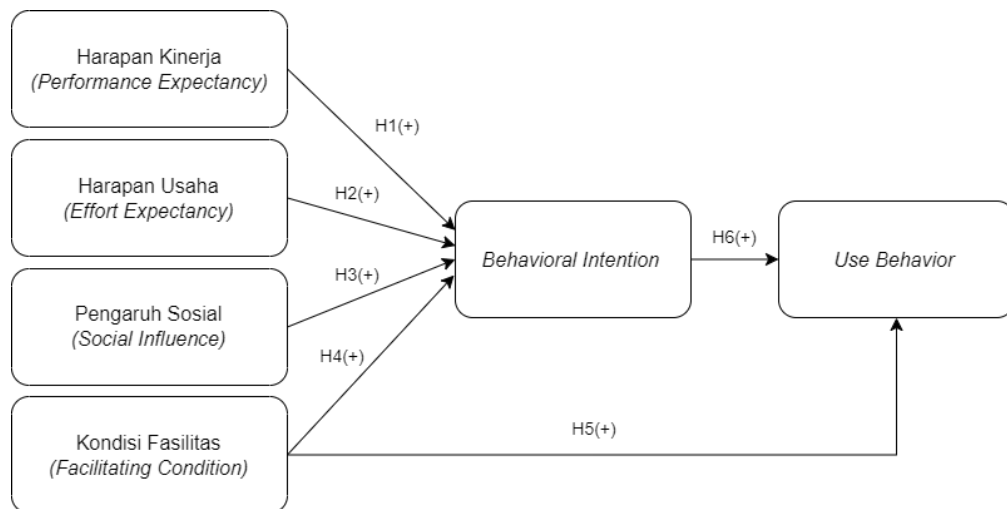 Harapan Kinerja
(Performance Expectancy)
H1(+)
Harapan Usaha
(Effort Expectancy)
H2(+)
Behavioral Intention
H6(+)
Use Behavior
H3(+)
Pengaruh Sosial
(Social Influence)
H4(+)
Kondisi Fasilitas
(Facilitating Condition)
H5(+)